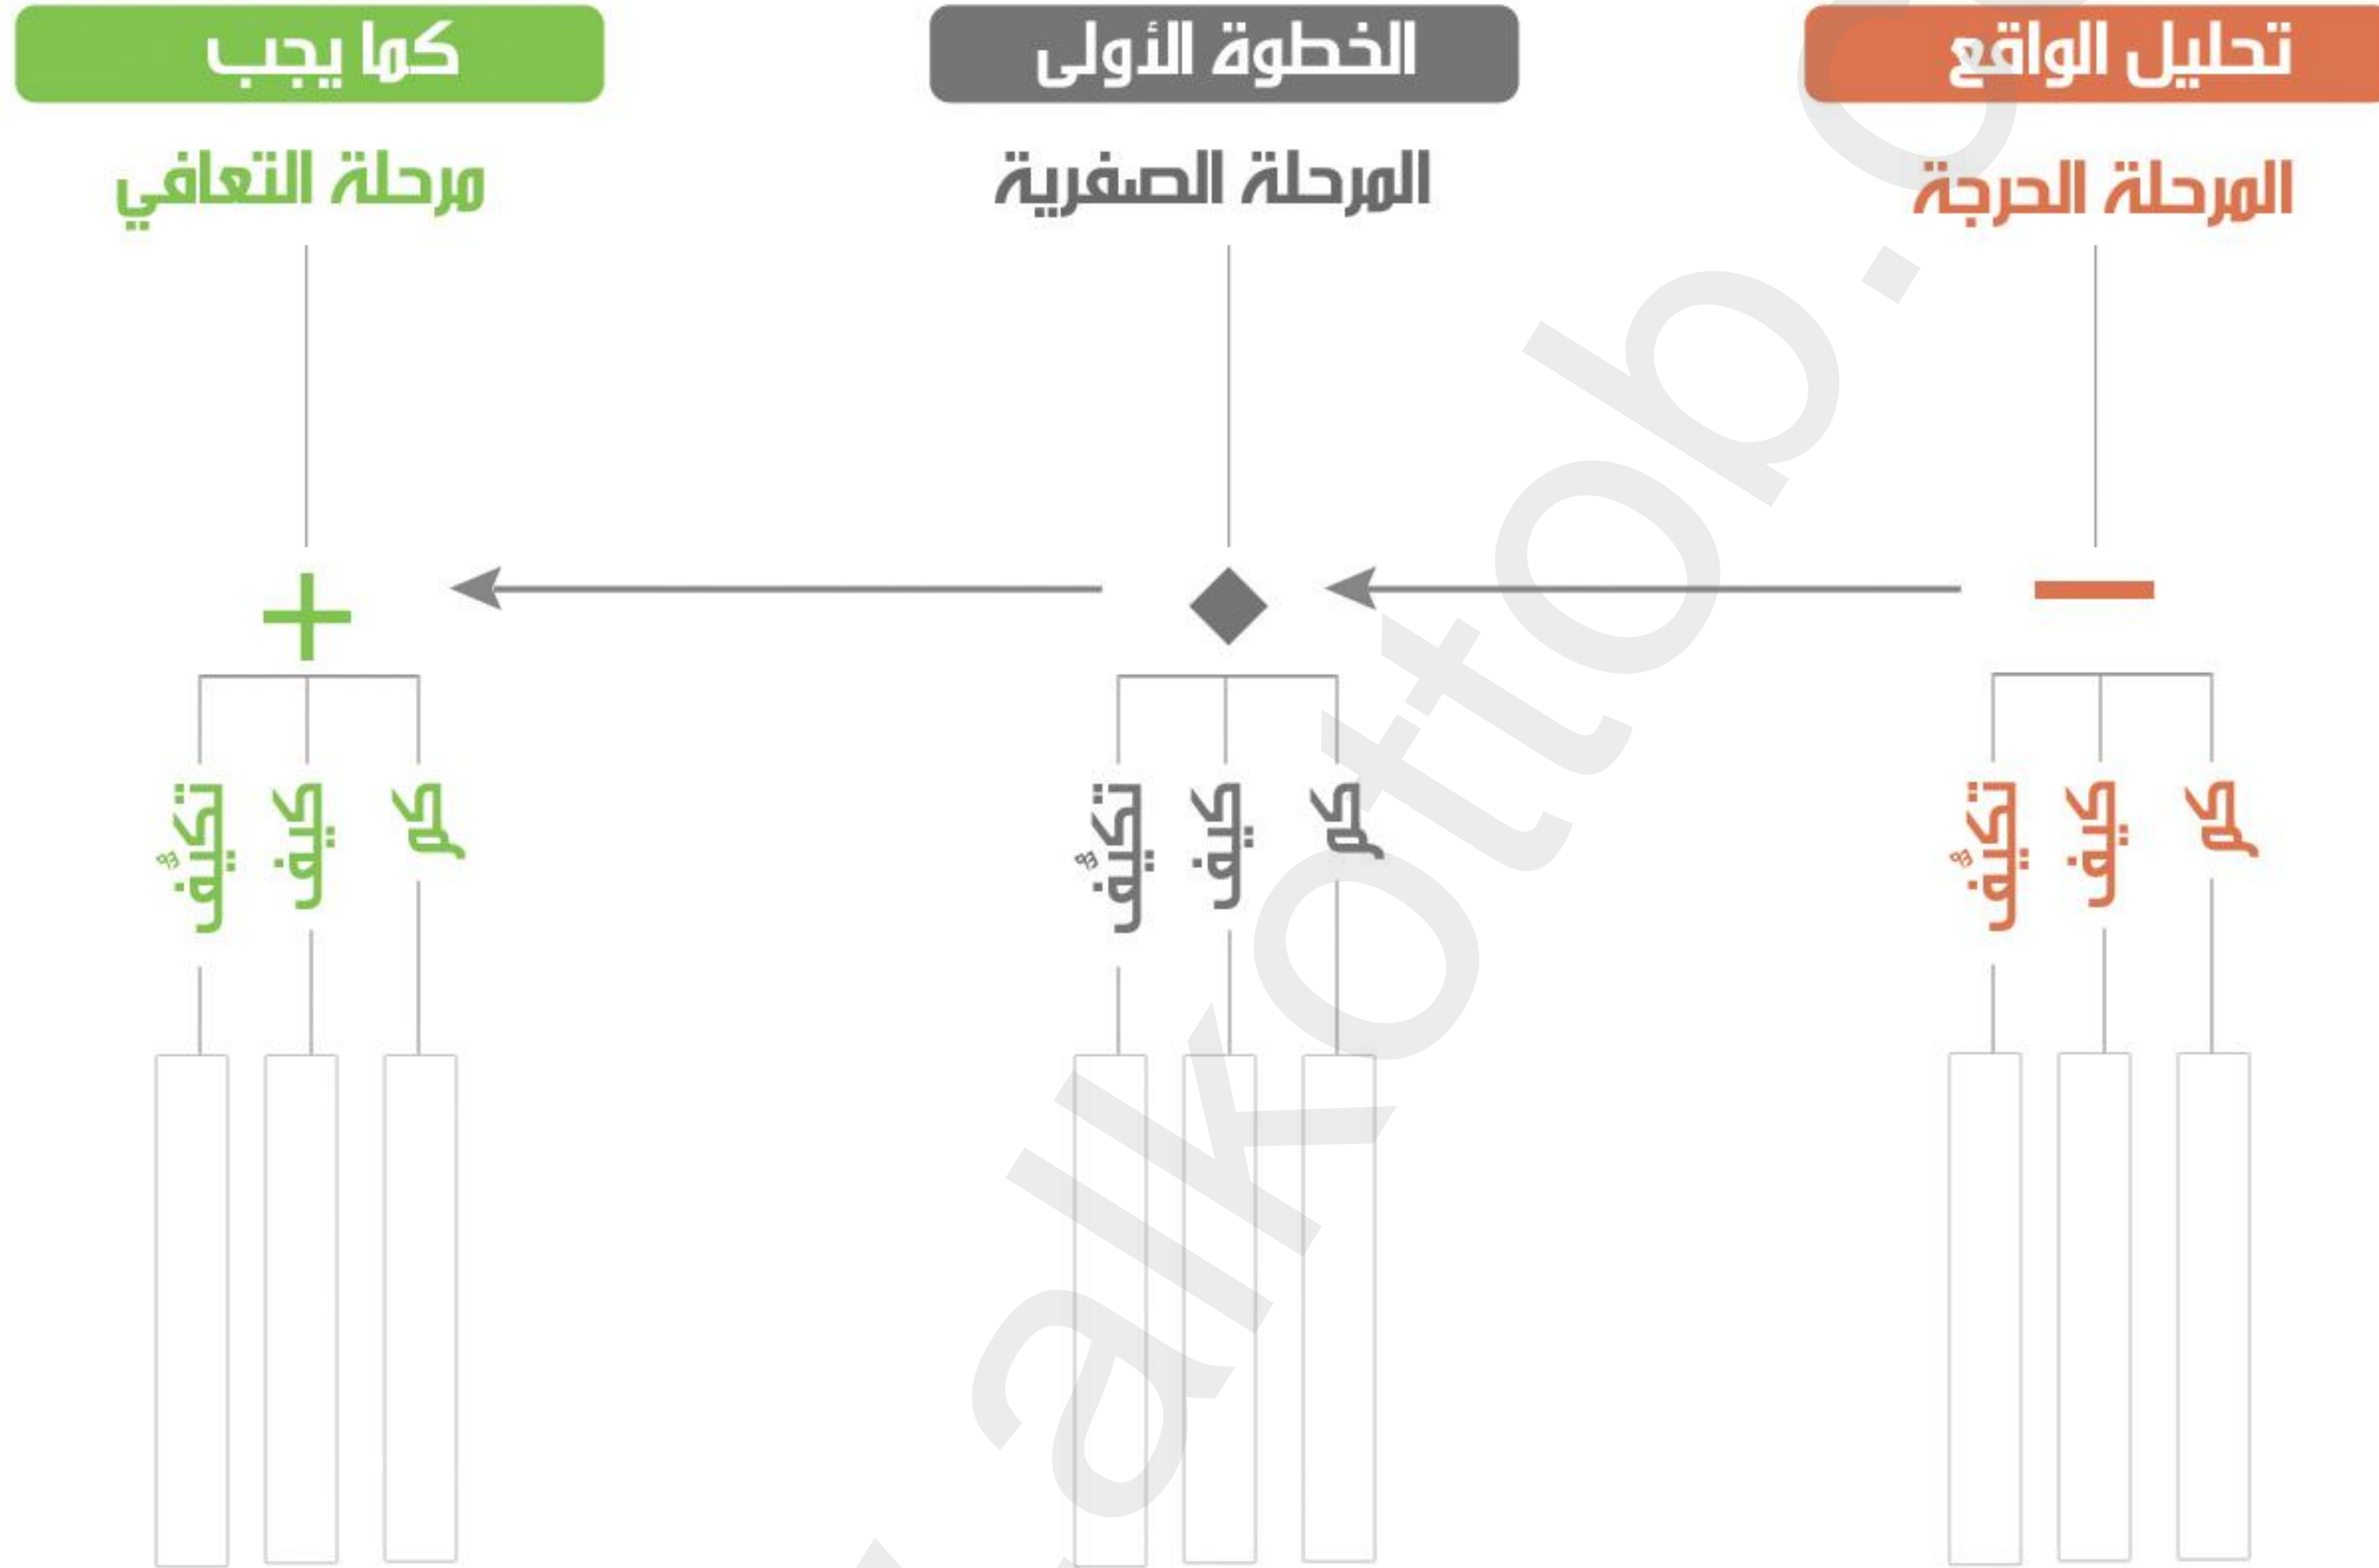 تحليل الواقع
الخطوة الأولى
كما يجب
المرحلة الحرجة
المرحلة الصفرية
مرحلة التعافي
كم
كيف
تكيُّف
كم
كيف
تكيُّف
كم
كيف
تكيُّف
alkottob.